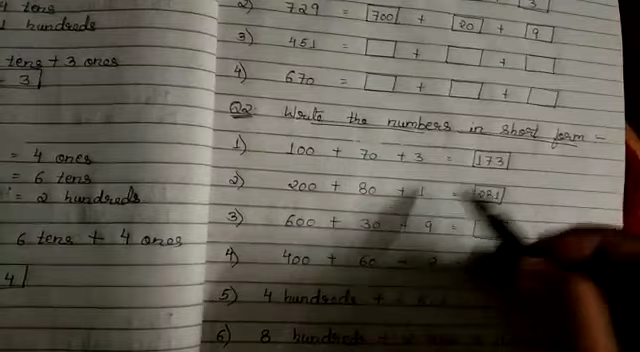 4 tens
1 hundreds
tens + 3 ones
= 3
= 4 ones
= 6 tens
= 2 hundreds
6 tens + 4 ones
4
3
2) 729 = 700 + 20 + 9
3) 451 = + +
4) 670 = + +
Q2 Write the numbers in short form -
1) 100 + 70 + 3 = 173
2) 200 + 80 + 1 = 281
3) 600 + 30 + 9 =
4) 400 + 60
5) 4 hundreds +
6) 8 hundreds +